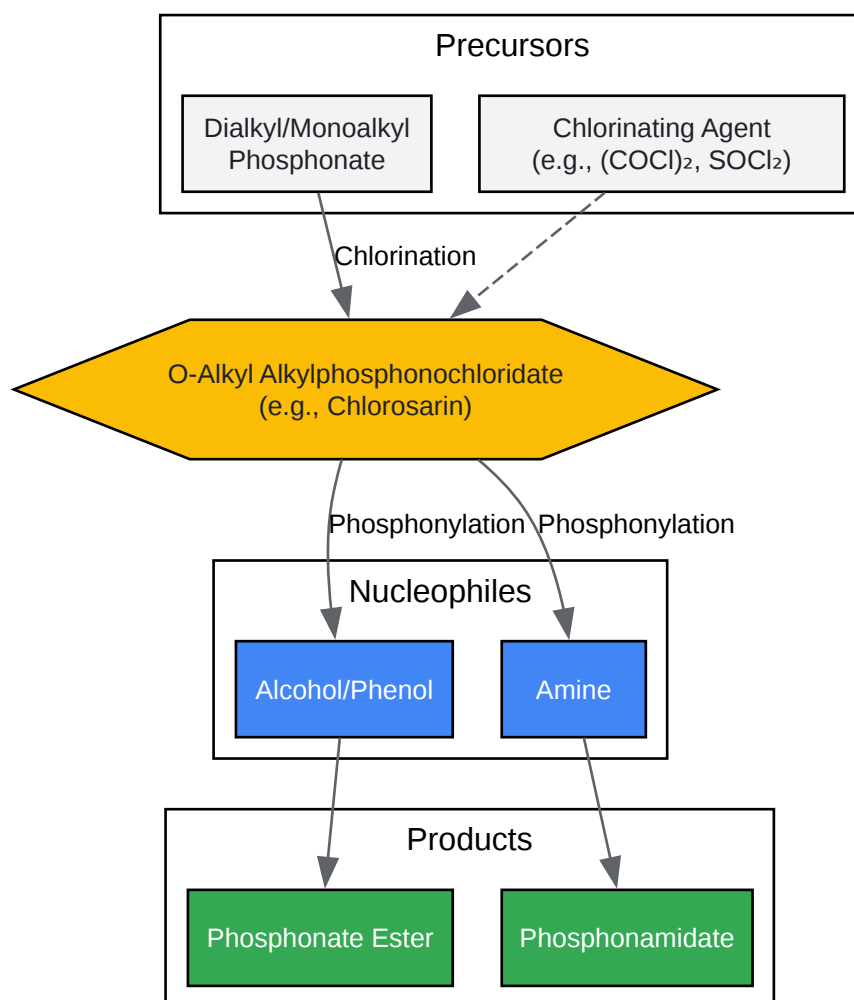 Precursors
Dialkyl/Monoalkyl
Phosphonate
Chlorinating Agent
(e.g., (COCl)₂, SOCl₂)
Chlorination
O-Alkyl Alkylphosphonochloridate
(e.g., Chlorosarin)
Phosphonylation
Phosphonylation
Nucleophiles
Alcohol/Phenol
Amine
Products
Phosphonate Ester
Phosphonamidate